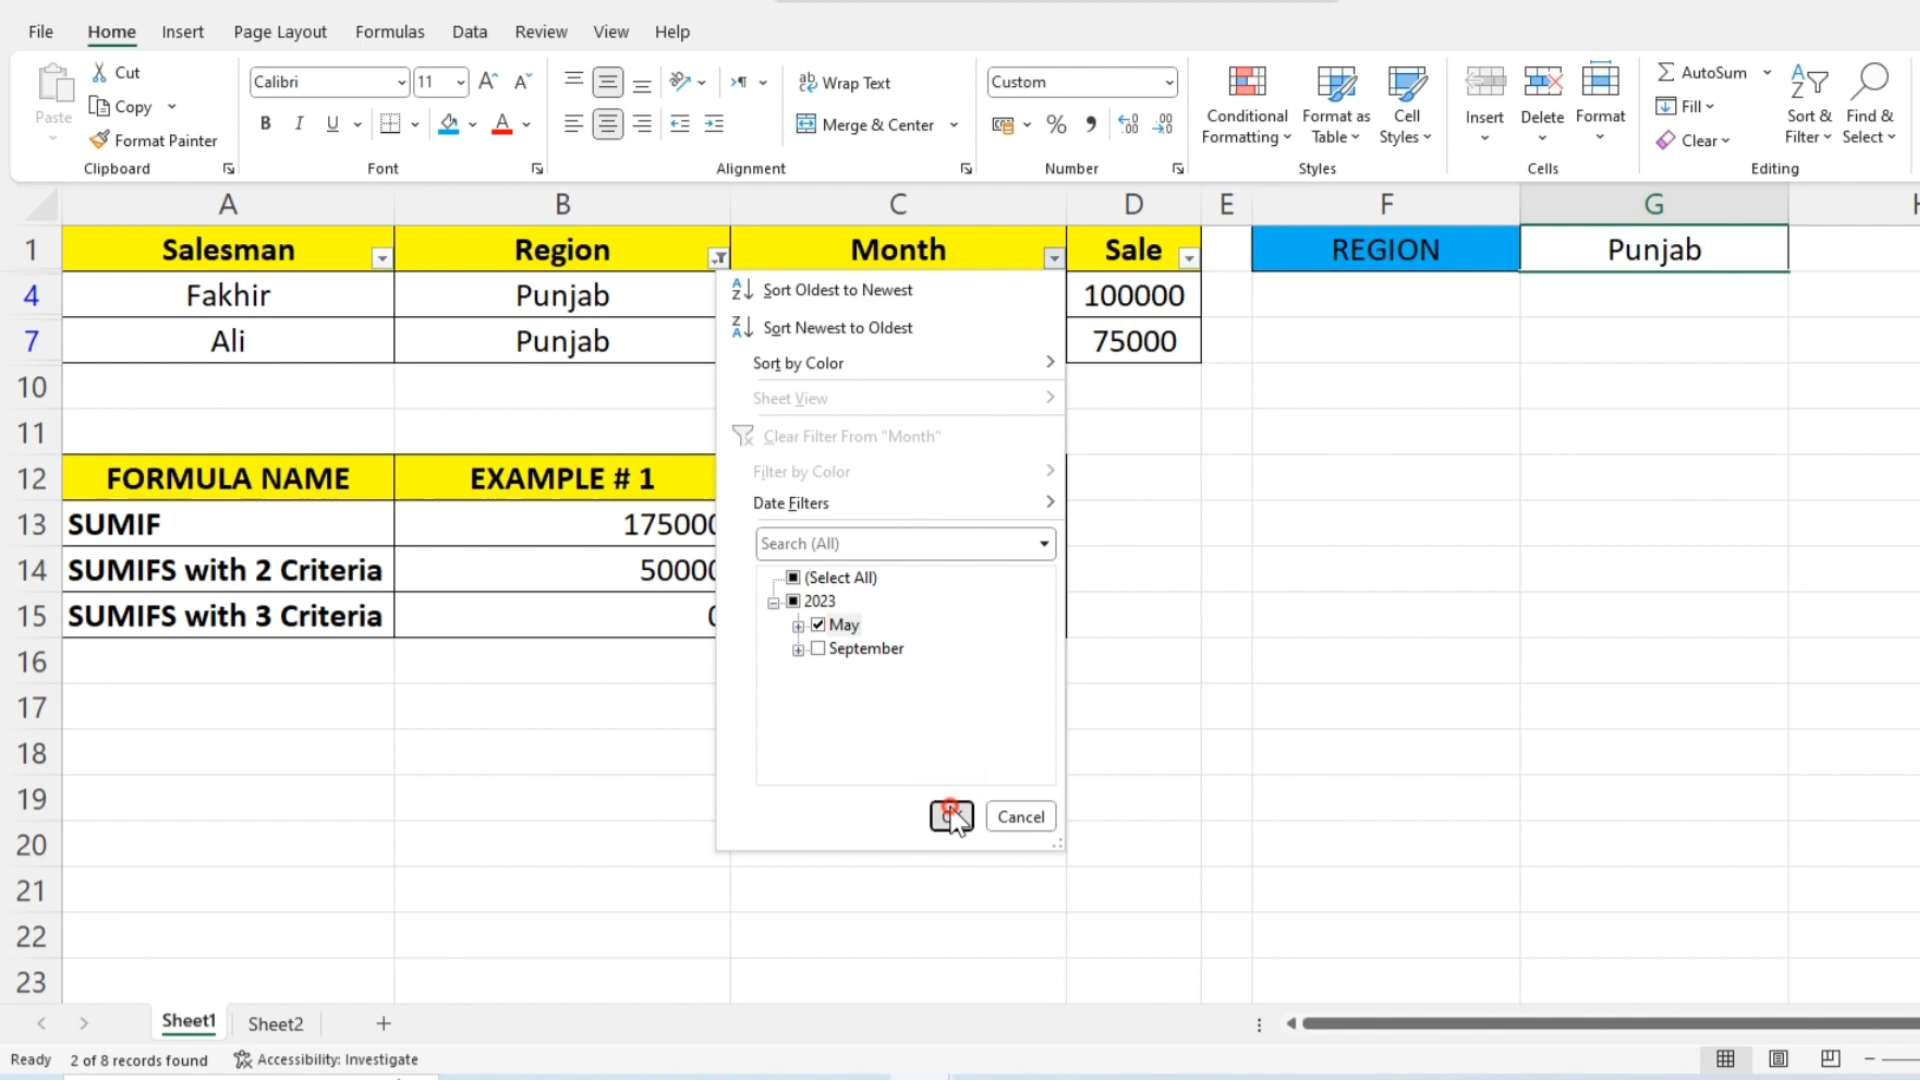 File Home Insert Page Layout Formulas Data Review View Help
Paste
Cut
Copy
Format Painter
Clipboard
Calibri 11
B I U
Font
Wrap Text
Merge & Center
Alignment
Custom
Number
Conditional Formatting
Format as Table
Cell Styles
Styles
Insert Delete Format
Cells
AutoSum
Fill
Clear
Sort & Filter
Find & Select
Editing
A B C D E F G
1 Salesman Region Month Sale REGION Punjab
4 Fakhir Punjab 100000
7 Ali Punjab 75000
10
11
12 FORMULA NAME EXAMPLE # 1
13 SUMIF 175000
14 SUMIFS with 2 Criteria 50000
15 SUMIFS with 3 Criteria 0
16
17
18
19
20
21
22
23
Sort Oldest to Newest
Sort Newest to Oldest
Sort by Color
Sheet View
Clear Filter From "Month"
Filter by Color
Date Filters
Search (All)
(Select All)
2023
May
September
Cancel
Sheet1 Sheet2
Ready 2 of 8 records found Accessibility: Investigate